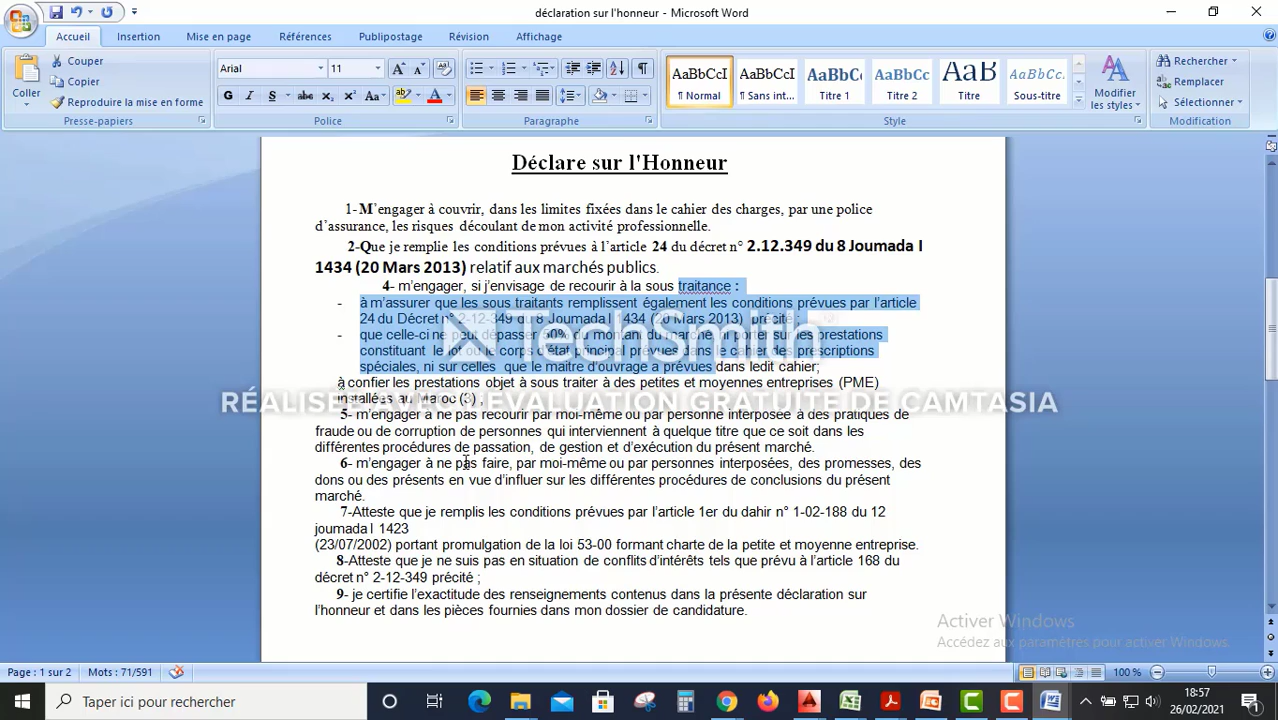 déclaration sur l'honneur - Microsoft Word
Accueil Insertion Mise en page Références Publipostage Révision Affichage
Coller
Couper
Copier
Reproduire la mise en forme
Presse-papiers
Arial 11
G I S abc X₂ X² Aa
Police
Paragraphe
AaBbCcI ¶ Normal
AaBbCcI ¶ Sans int...
AaBbC Titre 1
AaBbCc Titre 2
AaB Titre
AaBbCc. Sous-titre
Modifier les styles
Style
Rechercher
Remplacer
Sélectionner
Modification
Déclare sur l'Honneur
1- M'engager à couvrir, dans les limites fixées dans le cahier des charges, par une police
d'assurance, les risques découlant de mon activité professionnelle.
2-Que je remplie les conditions prévues à l'article 24 du décret n° 2.12.349 du 8 Joumada I
1434 (20 Mars 2013) relatif aux marchés publics.
4- m'engager, si j'envisage de recourir à la sous traitance :
- à m'assurer que les sous traitants remplissent également les conditions prévues par l'article
24 du Décret n° 2-12-349 du 8 Joumada I 1434 (20 Mars 2013) précité ;
- que celle-ci ne peut dépasser 50% du montant du marché ni porter sur les prestations
constituant le lot ou le corps d'état principal prévues dans le cahier des prescriptions
spéciales, ni sur celles que le maitre d'ouvrage a prévues dans ledit cahier;
à confier les prestations objet à sous traiter à des petites et moyennes entreprises (PME)
installées au Maroc (3) ;
5- m'engager à ne pas recourir par moi-même ou par personne interposée à des pratiques de
fraude ou de corruption de personnes qui interviennent à quelque titre que ce soit dans les
différentes procédures de passation, de gestion et d'exécution du présent marché.
6- m'engager à ne pas faire, par moi-même ou par personnes interposées, des promesses, des
dons ou des présents en vue d'influer sur les différentes procédures de conclusions du présent
marché.
7-Atteste que je remplis les conditions prévues par l'article 1er du dahir n° 1-02-188 du 12
joumada I 1423
(23/07/2002) portant promulgation de la loi 53-00 formant charte de la petite et moyenne entreprise.
8-Atteste que je ne suis pas en situation de conflits d'intérêts tels que prévu à l'article 168 du
décret n° 2-12-349 précité ;
9- je certifie l'exactitude des renseignements contenus dans la présente déclaration sur
l'honneur et dans les pièces fournies dans mon dossier de candidature.
TechSmith
RÉALISÉE AVEC L'ÉVALUATION GRATUITE DE CAMTASIA
Activer Windows
Accédez aux paramètres pour activer Windows.
Page : 1 sur 2 Mots : 71/591 100 %
Taper ici pour rechercher
18:57
26/02/2021